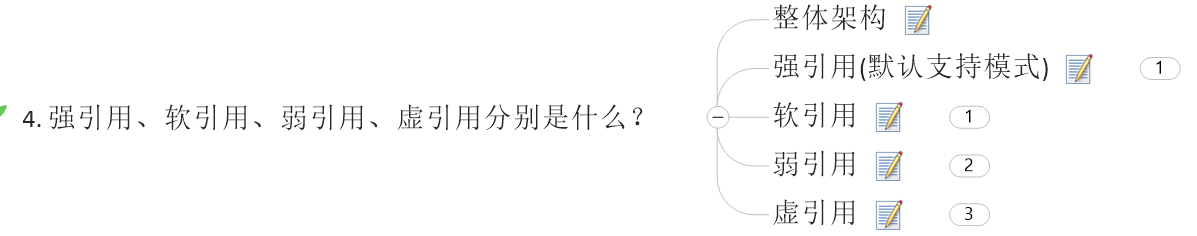 4. 强引用、软引用、弱引用、虚引用分别是什么？
整体架构
强引用(默认支持模式) 1
软引用 1
弱引用 2
虚引用 3